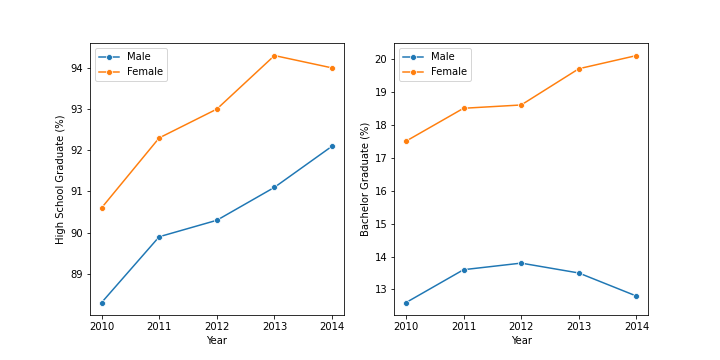 Male
Female
High School Graduate (%)
94
93
92
91
90
89
2010 2011 2012 2013 2014
Year
Male
Female
Bachelor Graduate (%)
20
19
18
17
16
15
14
13
2010 2011 2012 2013 2014
Year